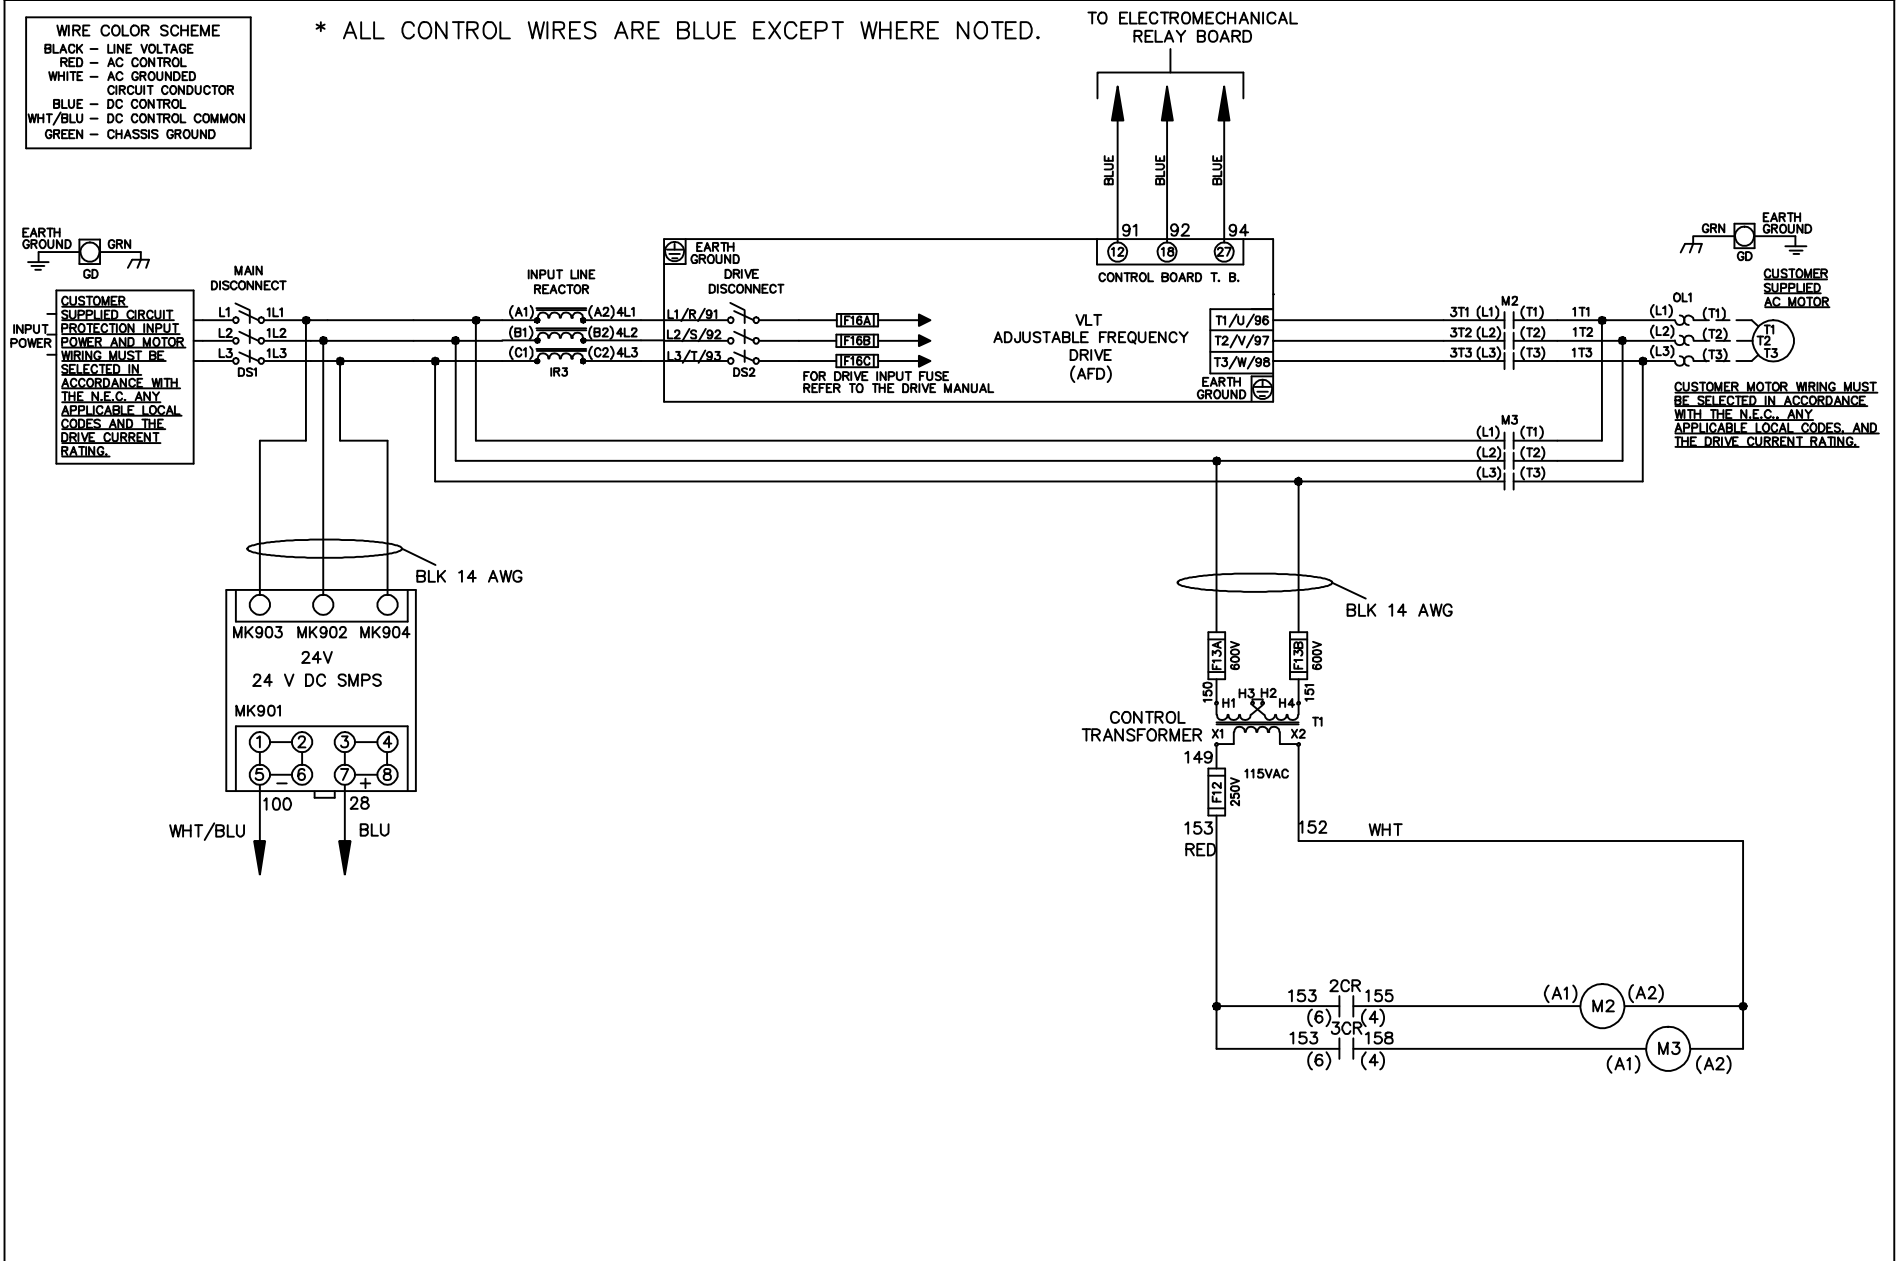 WIRE COLOR SCHEME
BLACK – LINE VOLTAGE
RED – AC CONTROL
WHITE – AC GROUNDED
CIRCUIT CONDUCTOR
BLUE – DC CONTROL
WHT/BLU – DC CONTROL COMMON
GREEN – CHASSIS GROUND
* ALL CONTROL WIRES ARE BLUE EXCEPT WHERE NOTED.
TO ELECTROMECHANICAL
RELAY BOARD
BLUE
BLUE
BLUE
91 92 94
12 18 27
CONTROL BOARD T. B.
EARTH
GROUND
GRN
GD
INPUT
POWER
CUSTOMER
SUPPLIED CIRCUIT
PROTECTION INPUT
POWER AND MOTOR
WIRING MUST BE
SELECTED IN
ACCORDANCE WITH
THE N.E.C. ANY
APPLICABLE LOCAL
CODES AND THE
DRIVE CURRENT
RATING.
MAIN
DISCONNECT
L1 1L1
L2 1L2
L3 1L3
DS1
INPUT LINE
REACTOR
(A1) (A2) 4L1
(B1) (B2) 4L2
(C1) (C2) 4L3
IR3
EARTH
GROUND
DRIVE
DISCONNECT
L1/R/91
L2/S/92
L3/T/93
DS2
F16A
F16B
F16C
FOR DRIVE INPUT FUSE
REFER TO THE DRIVE MANUAL
VLT
ADJUSTABLE FREQUENCY
DRIVE
(AFD)
T1/U/96
T2/V/97
T3/W/98
EARTH
GROUND
M2
3T1 (L1) (T1) 1T1
3T2 (L2) (T2) 1T2
3T3 (L3) (T3) 1T3
OL1
(L1) (T1)
(L2) (T2)
(L3) (T3)
T1
T2
T3
GRN
GD
EARTH
GROUND
CUSTOMER
SUPPLIED
AC MOTOR
CUSTOMER MOTOR WIRING MUST
BE SELECTED IN ACCORDANCE
WITH THE N.E.C., ANY
APPLICABLE LOCAL CODES, AND
THE DRIVE CURRENT RATING.
M3
(L1) (T1)
(L2) (T2)
(L3) (T3)
BLK 14 AWG
MK903 MK902 MK904
24V
24 V DC SMPS
MK901
1 2 3 4
5 6 7 8
– +
100 28
WHT/BLU BLU
BLK 14 AWG
F13A
600V
F13B
600V
150
151
H1 H3 H2 H4
T1
CONTROL
TRANSFORMER
X1 X2
149
115VAC
F12
250V
153
RED
152 WHT
2CR
153 155
(6) (4)
(A1) M2 (A2)
3CR
153 158
(6) (4)
(A1) M3 (A2)